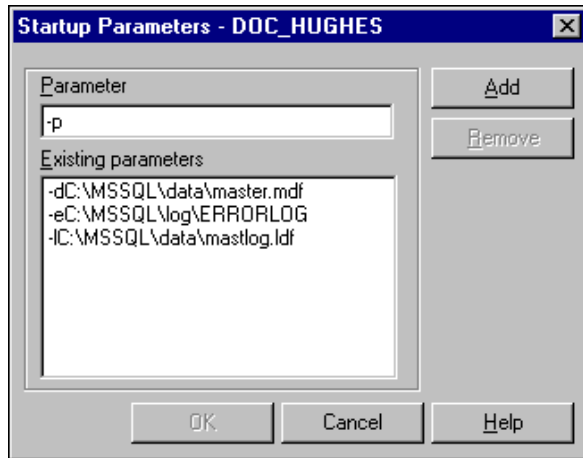 Startup Parameters - DOC_HUGHES
Parameter
-p
Add
Remove
Existing parameters
-dC:\MSSQL\data\master.mdf
-eC:\MSSQL\log\ERRORLOG
-lC:\MSSQL\data\mastlog.ldf
OK
Cancel
Help